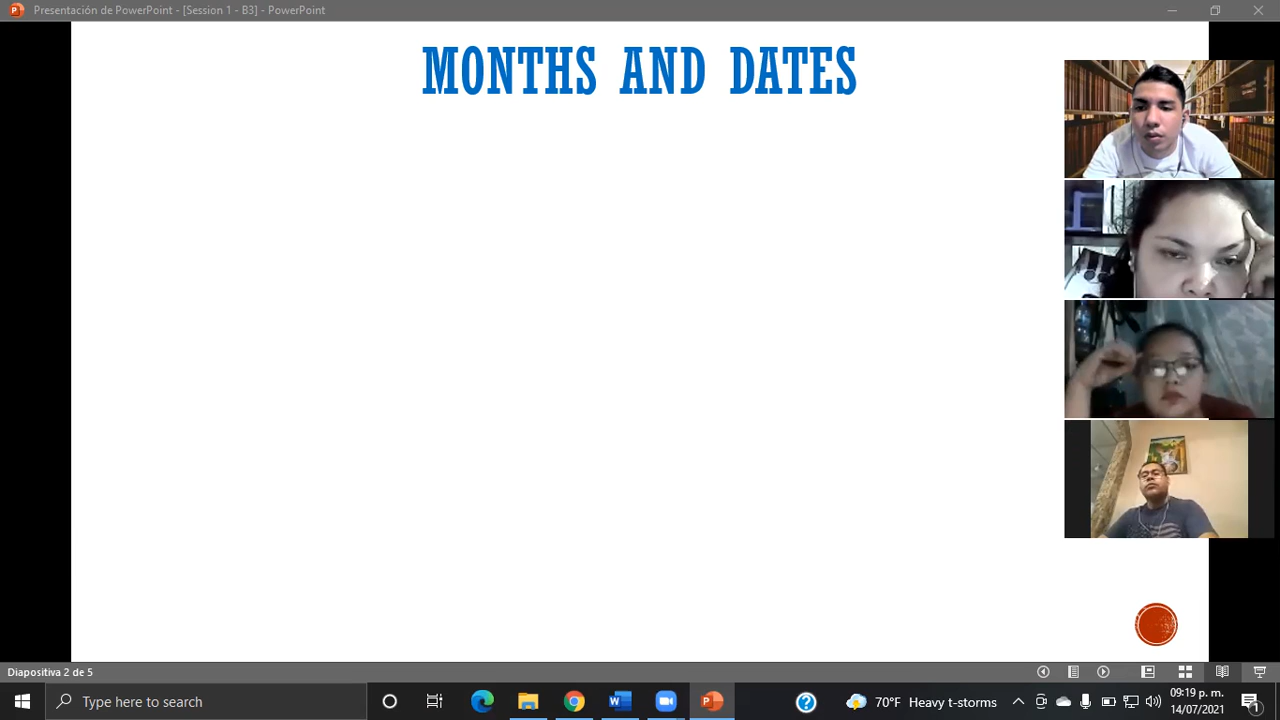 Presentación de PowerPoint - [Session 1 - B3] - PowerPoint
MONTHS AND DATES
Diapositiva 2 de 5
Type here to search
70°F Heavy t-storms
09:19 p. m.
14/07/2021
1